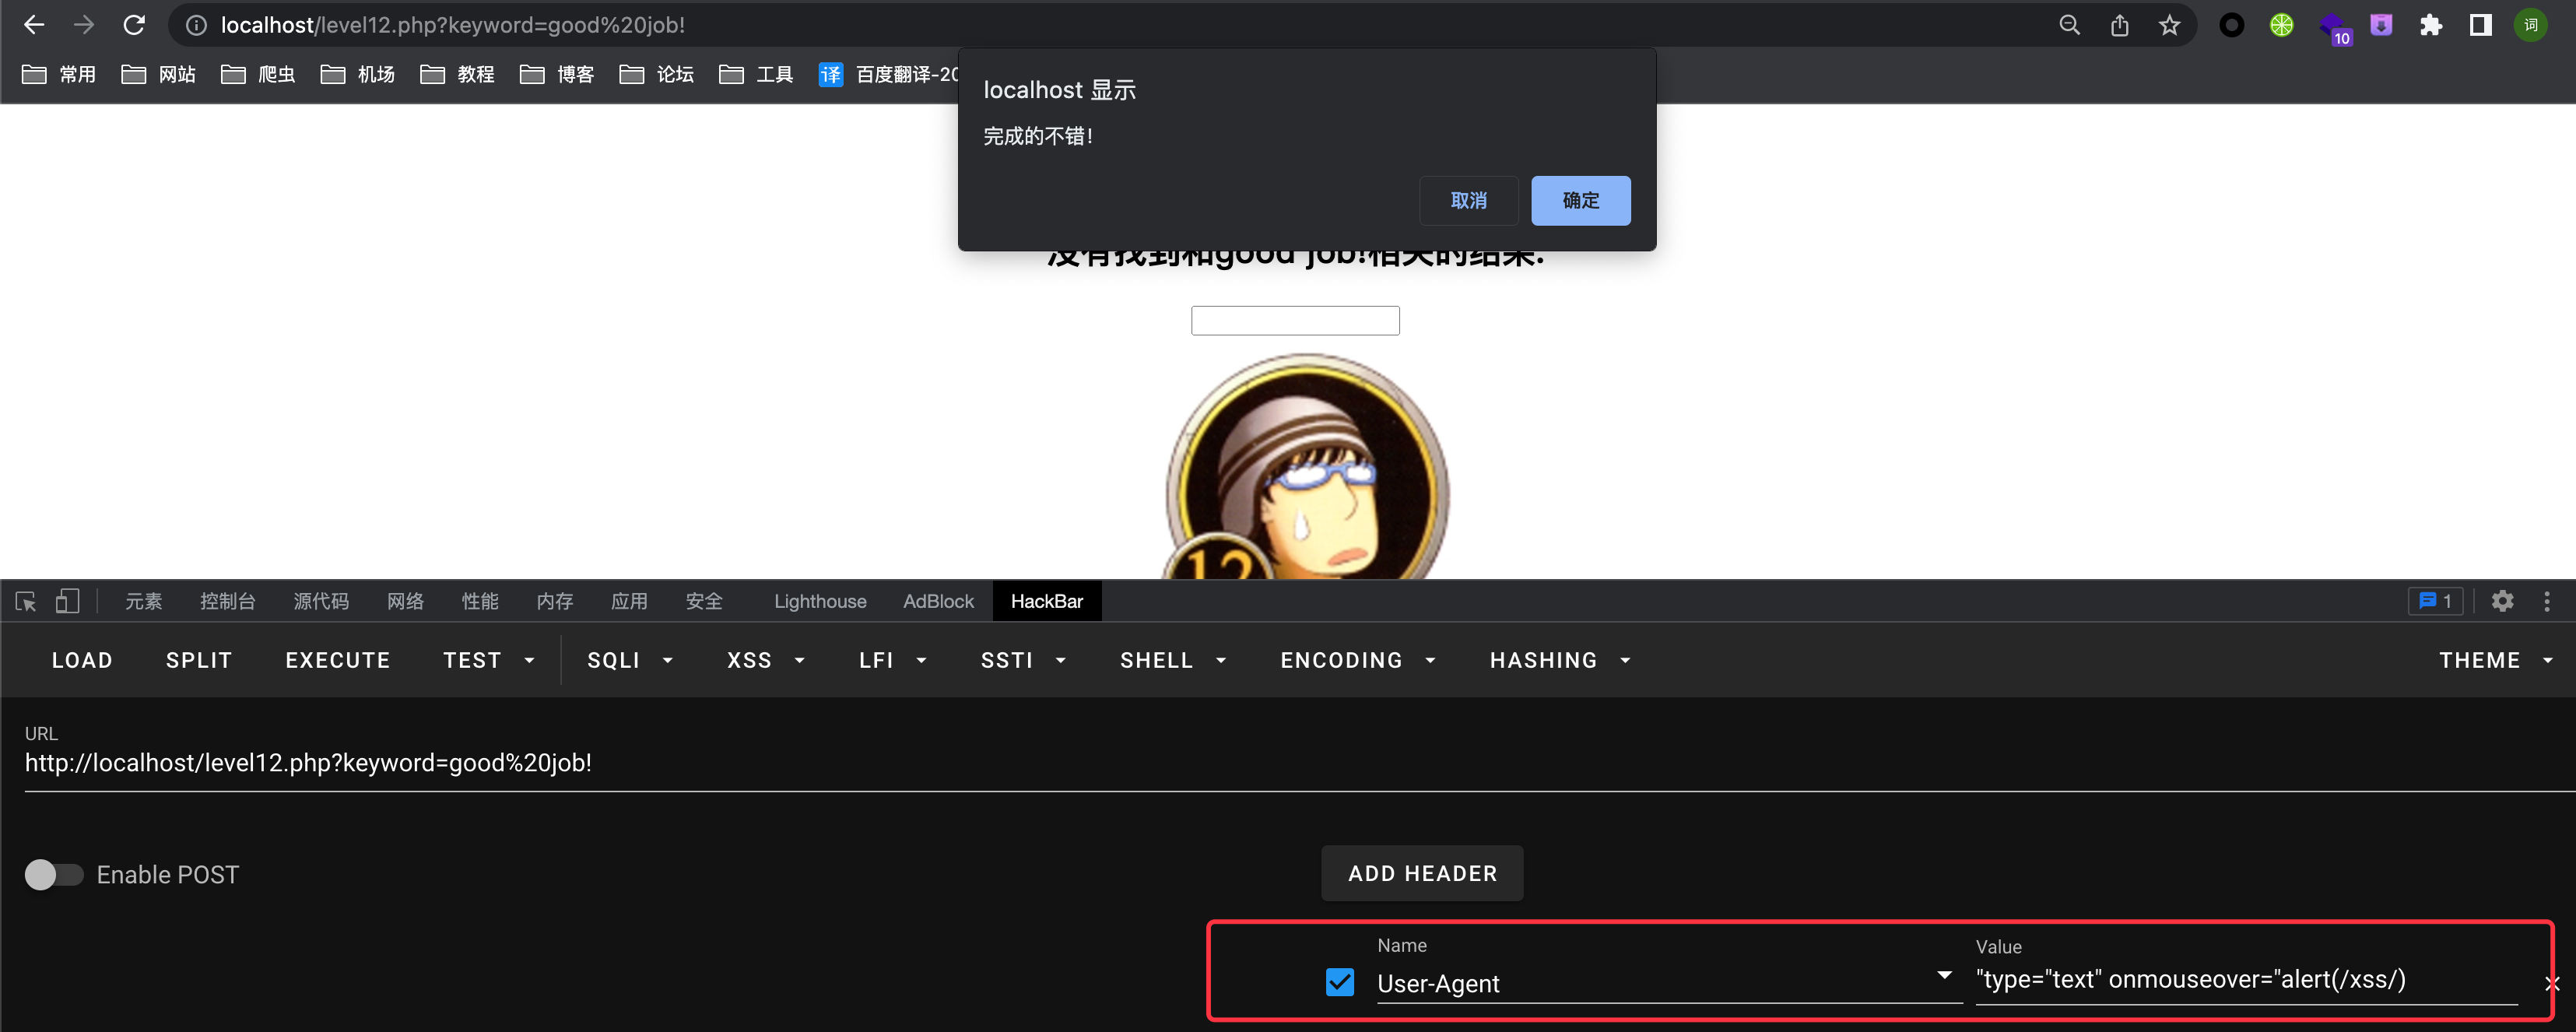 localhost/level12.php?keyword=good%20job!
10
词
常用 网站 爬虫 机场 教程 博客 论坛 工具 译 百度翻译-20
localhost 显示
完成的不错!
取消 确定
没有找到和good job!相关的结果.
12
元素 控制台 源代码 网络 性能 内存 应用 安全 Lighthouse AdBlock HackBar 1
LOAD SPLIT EXECUTE TEST SQLI XSS LFI SSTI SHELL ENCODING HASHING THEME
URL
http://localhost/level12.php?keyword=good%20job!
Enable POST ADD HEADER
Name Value
User-Agent "type="text" onmouseover="alert(/xss/)